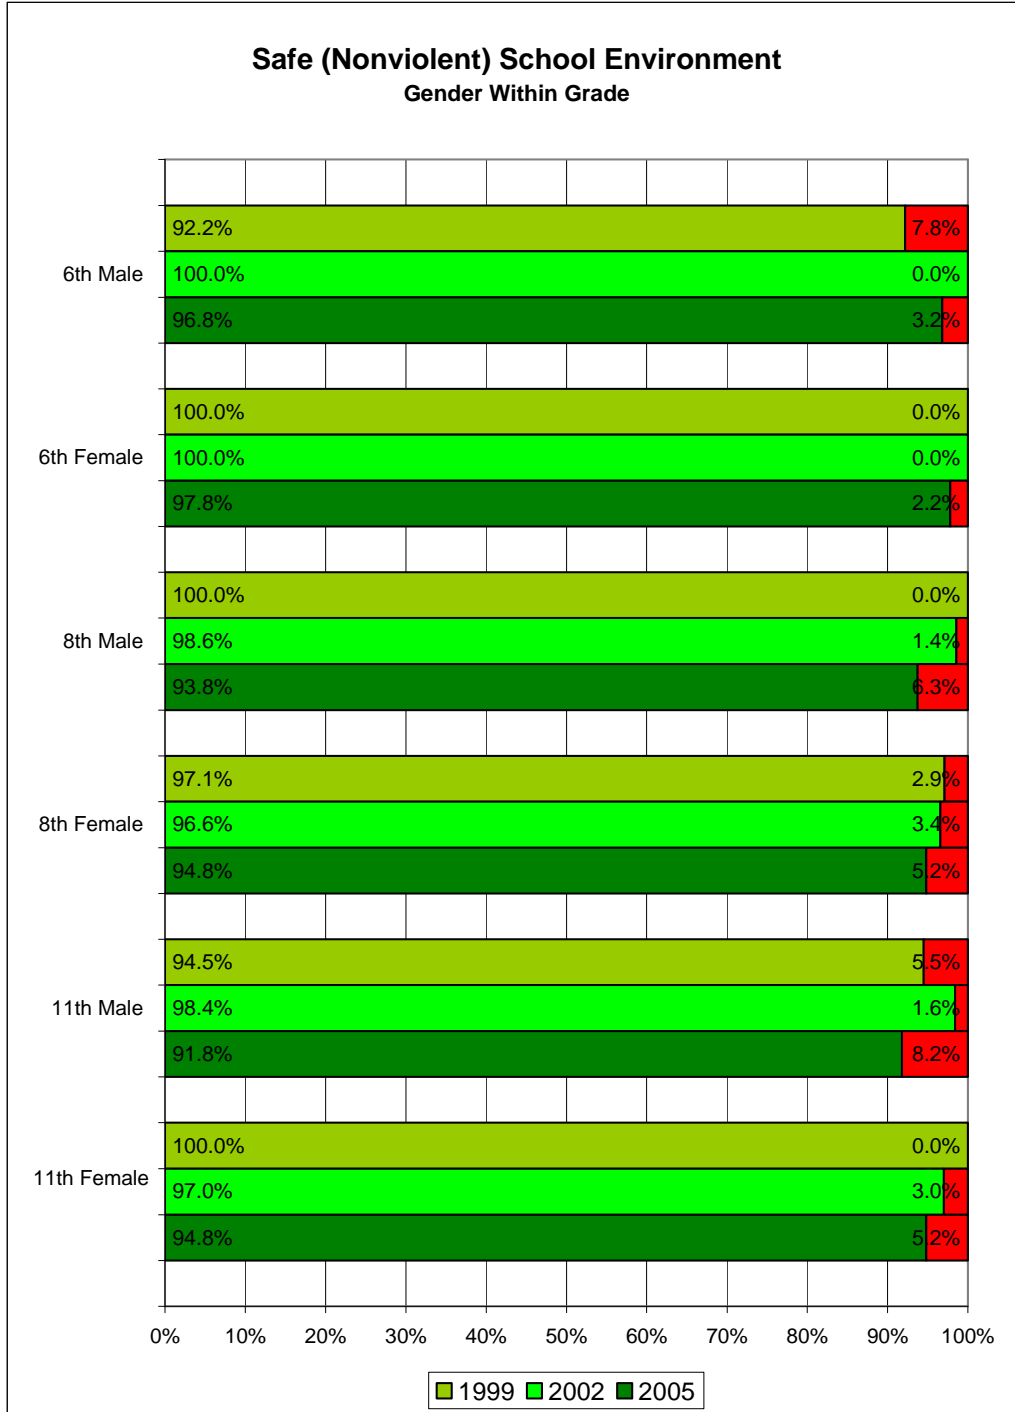 Safe (Nonviolent) School Environment
Gender Within Grade
92.2% 7.8%
6th Male 100.0% 0.0%
96.8% 3.2%
100.0% 0.0%
6th Female 100.0% 0.0%
97.8% 2.2%
100.0% 0.0%
8th Male 98.6% 1.4%
93.8% 6.3%
97.1% 2.9%
8th Female 96.6% 3.4%
94.8% 5.2%
94.5% 5.5%
11th Male 98.4% 1.6%
91.8% 8.2%
100.0% 0.0%
11th Female 97.0% 3.0%
94.8% 5.2%
0% 10% 20% 30% 40% 50% 60% 70% 80% 90% 100%
1999 2002 2005